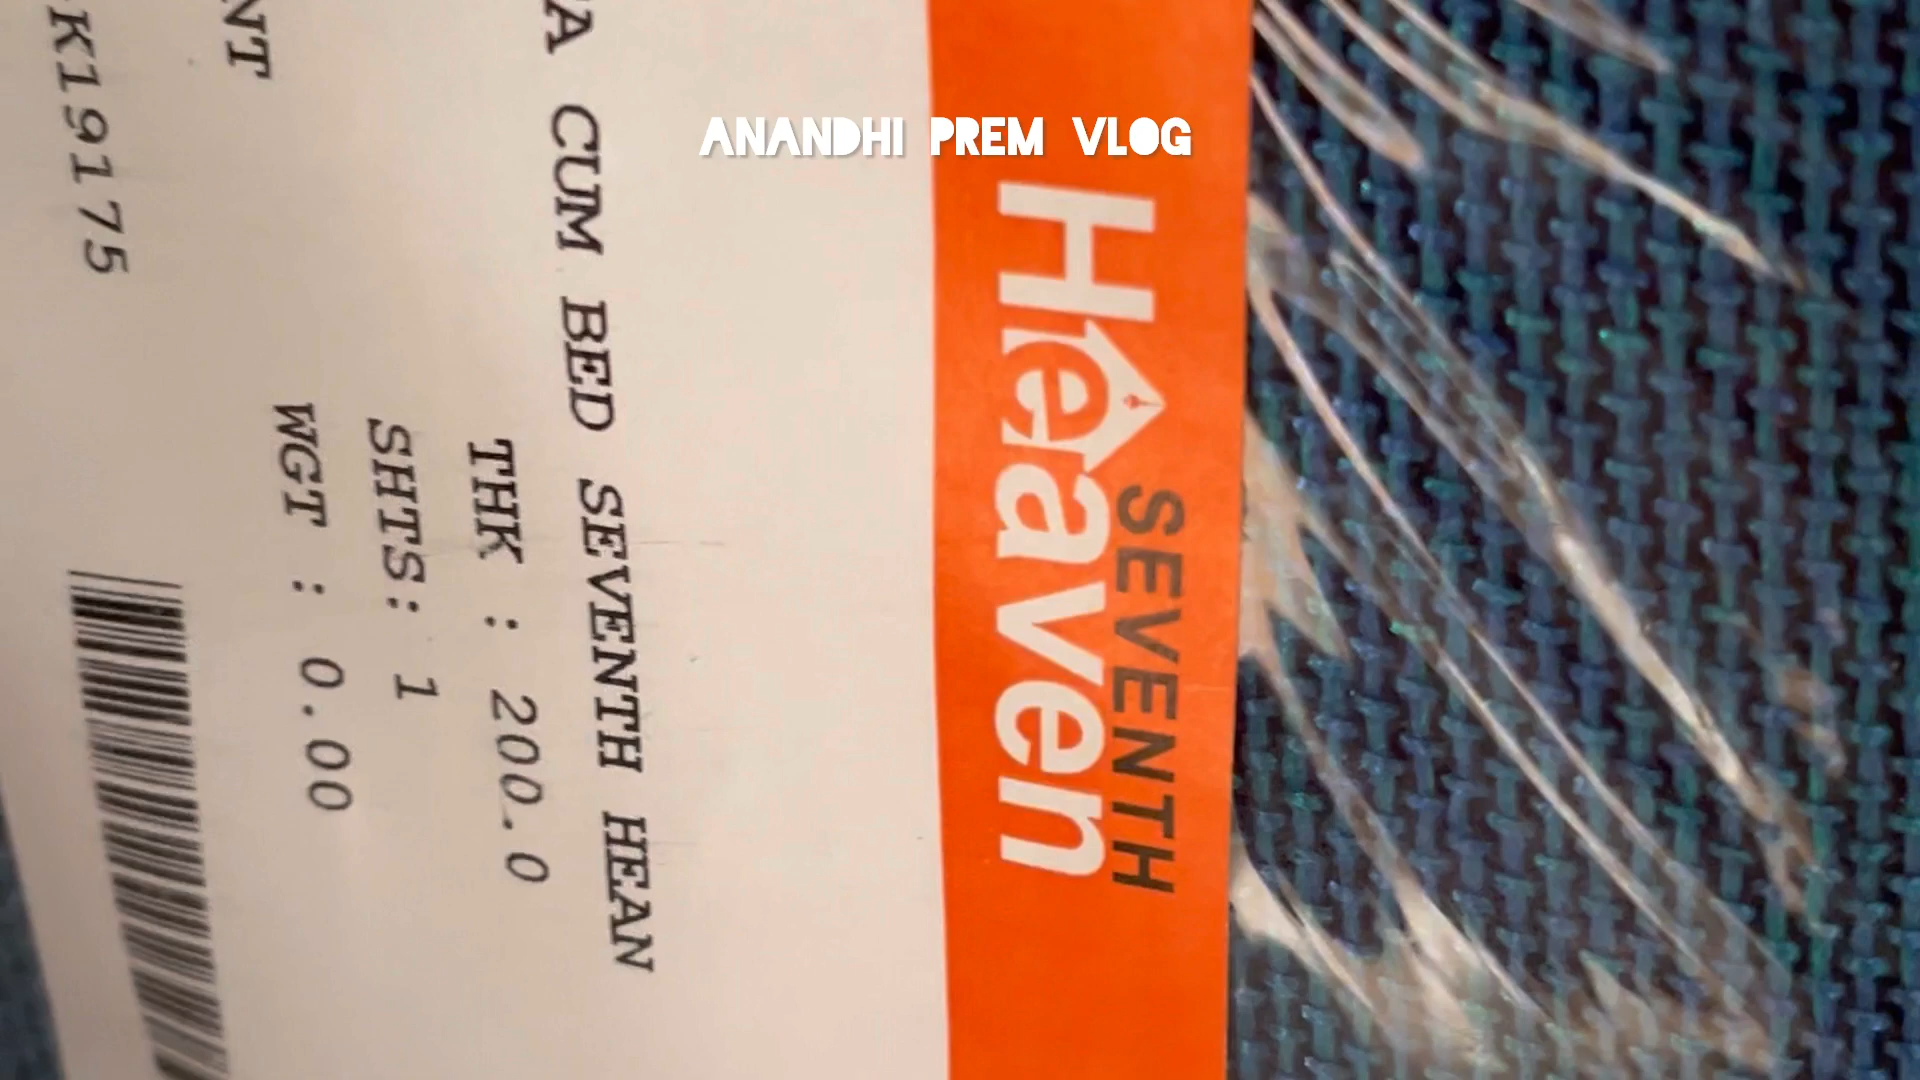 ANANDHI PREM VLOG
SEVENTH
Heaven
A CUM BED SEVENTH HEAN
THK : 200.0
SHTS: 1
WGT : 0.00
NT
K19175